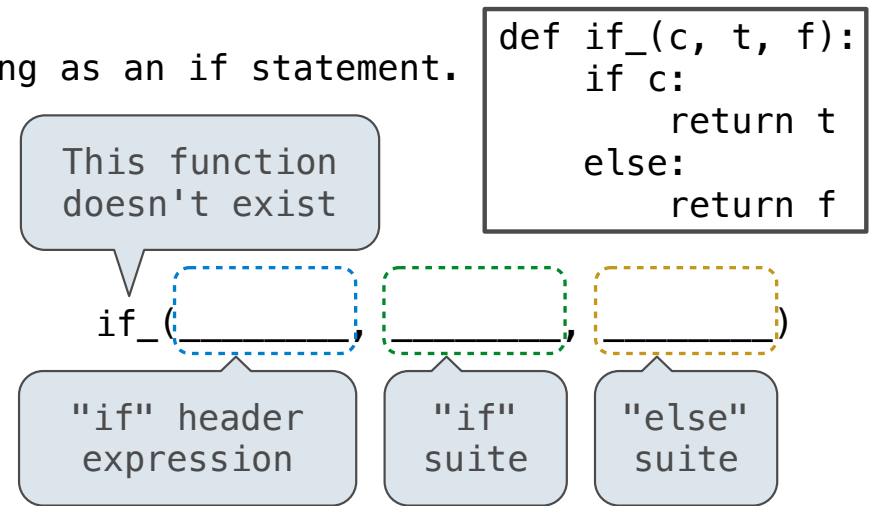 ng as an if statement.
def if_(c, t, f):
    if c:
        return t
    else:
        return f
This function
doesn't exist
if_(_________, ________, ________)
"if" header
expression
"if"
suite
"else"
suite